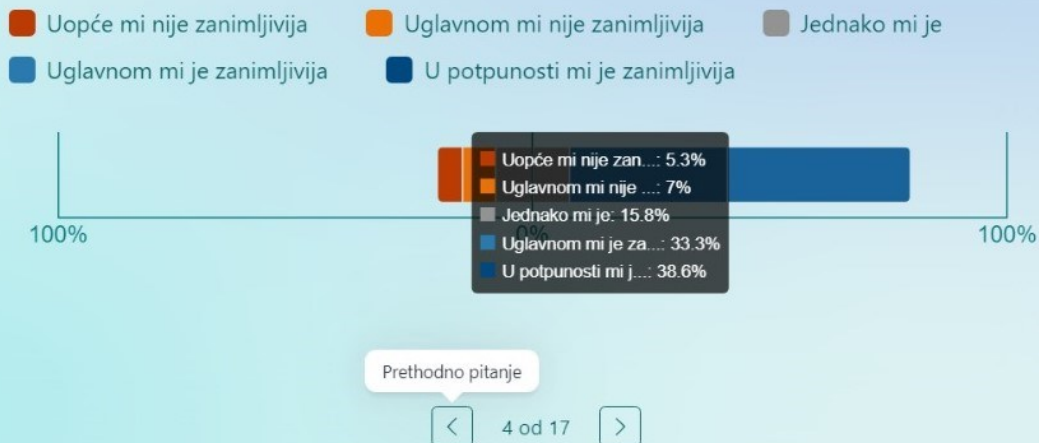 Uopće mi nije zanimljivija Uglavnom mi nije zanimljivija Jednako mi je
Uglavnom mi je zanimljivija U potpunosti mi je zanimljivija
Uopće mi nije zan...: 5.3%
Uglavnom mi nije ...: 7%
Jednako mi je: 15.8%
Uglavnom mi je za...: 33.3%
U potpunosti mi j...: 38.6%
100% 0% 100%
Prethodno pitanje
< 4 od 17 >